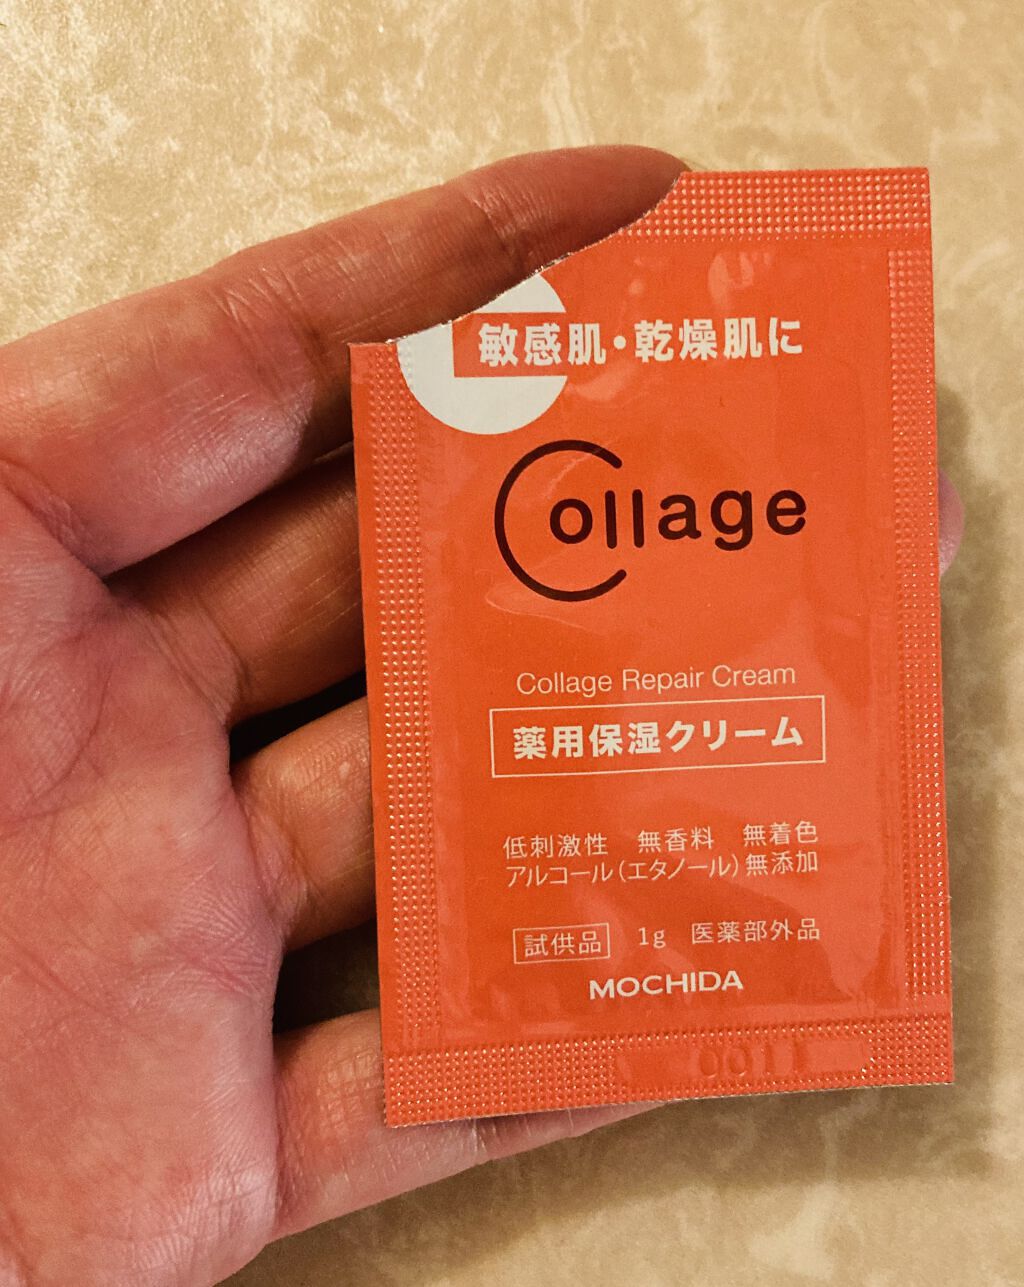 敏感肌・乾燥肌に
Collage
Collage Repair Cream
薬用保湿クリーム
低刺激性 無香料 無着色
アルコール(エタノール)無添加
試供品 1g 医薬部外品
MOCHIDA